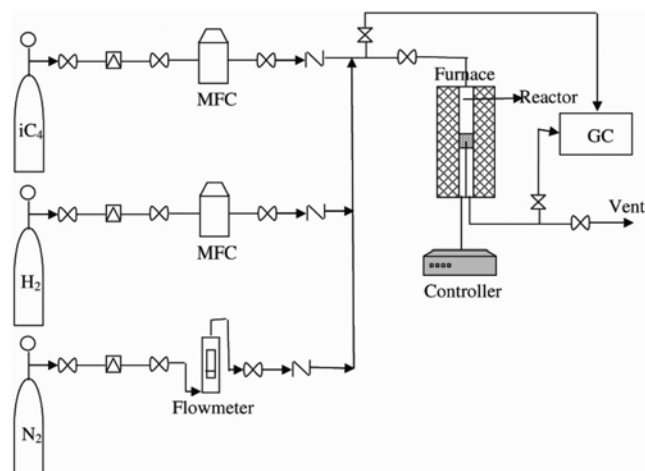 Furnace
Reactor
iC₄
MFC
GC
H₂
MFC
Vent
Controller
N₂
Flowmeter